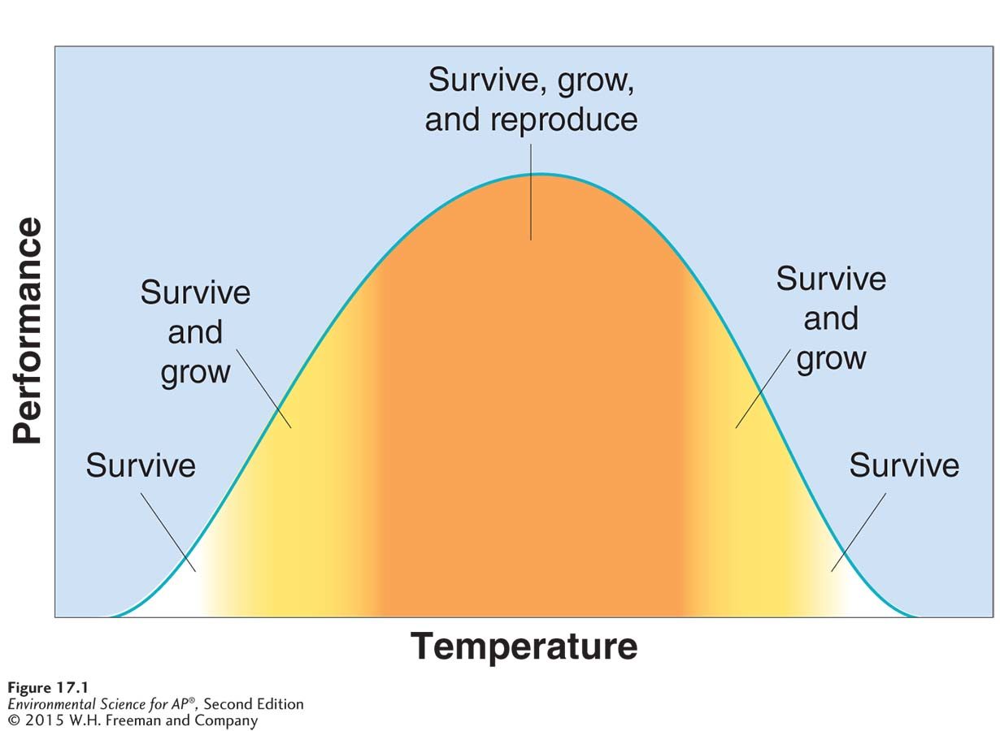 Survive, grow,
and reproduce
Survive
and
grow
Survive
and
grow
Survive
Survive
Performance
Temperature
Figure 17.1
Environmental Science for AP®, Second Edition
© 2015 W.H. Freeman and Company